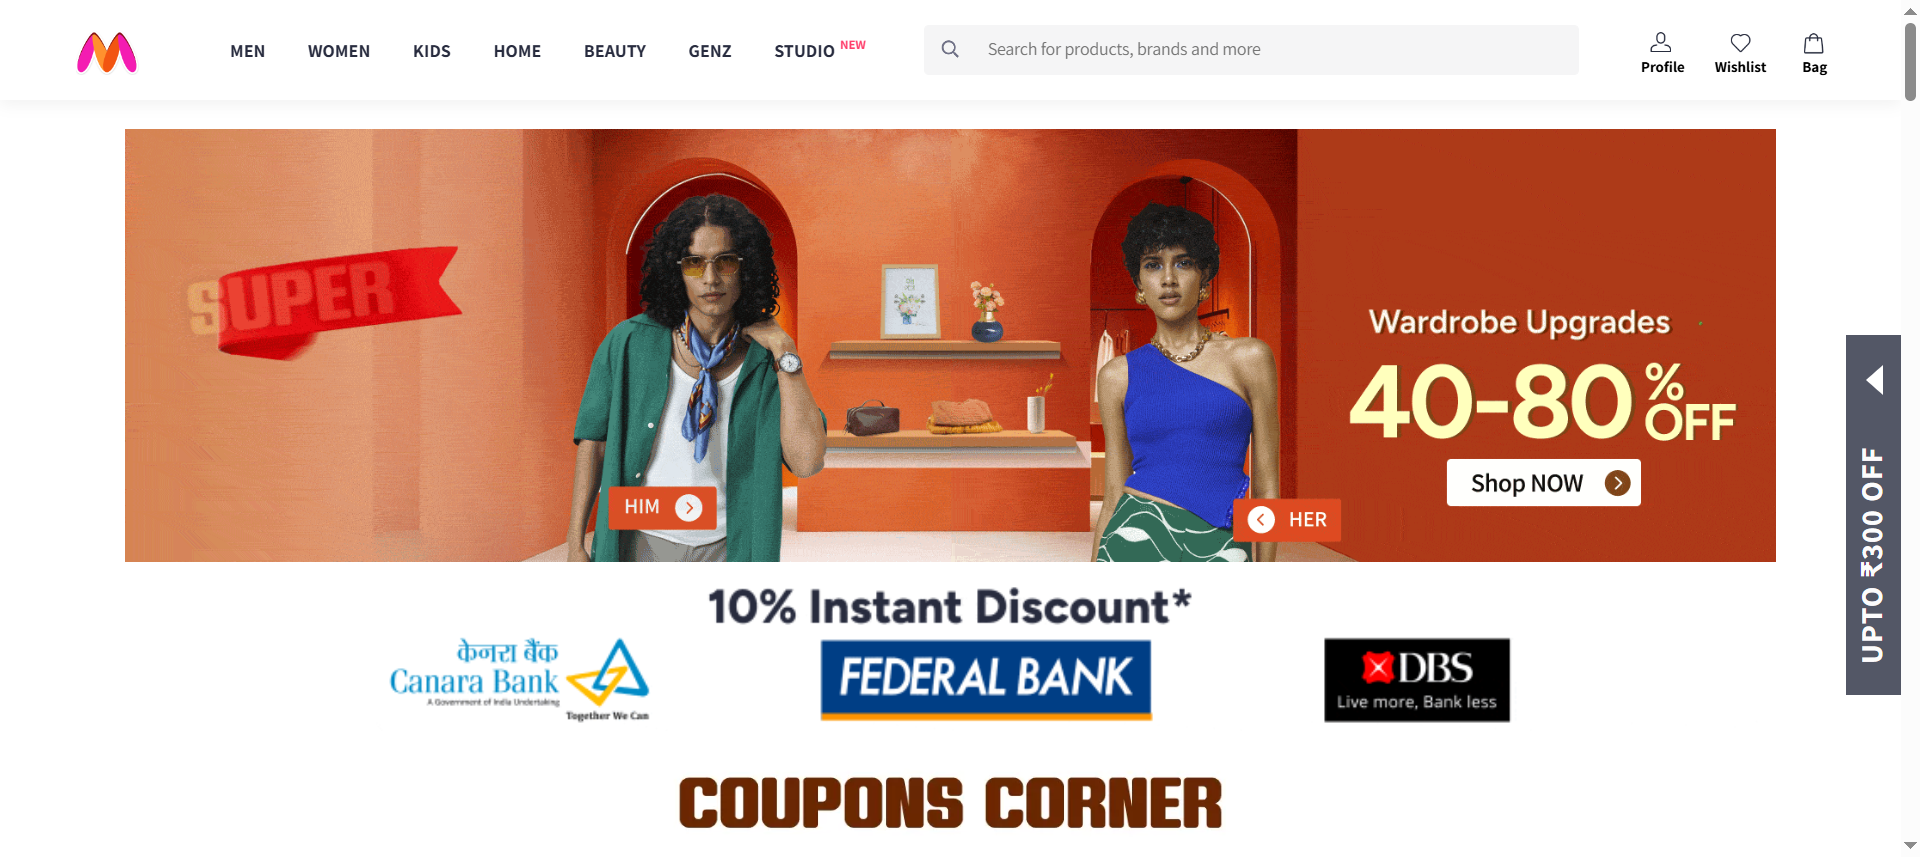 MEN WOMEN KIDS HOME BEAUTY GENZ STUDIO NEW
Search for products, brands and more
Profile Wishlist Bag
SUPER
Wardrobe Upgrades
40-80% OFF
Shop NOW
HIM
HER
UPTO ₹300 OFF
10% Instant Discount*
केनरा बैंक
Canara Bank
A Government of India Undertaking
Together We Can
FEDERAL BANK
DBS
Live more, Bank less
COUPONS CORNER